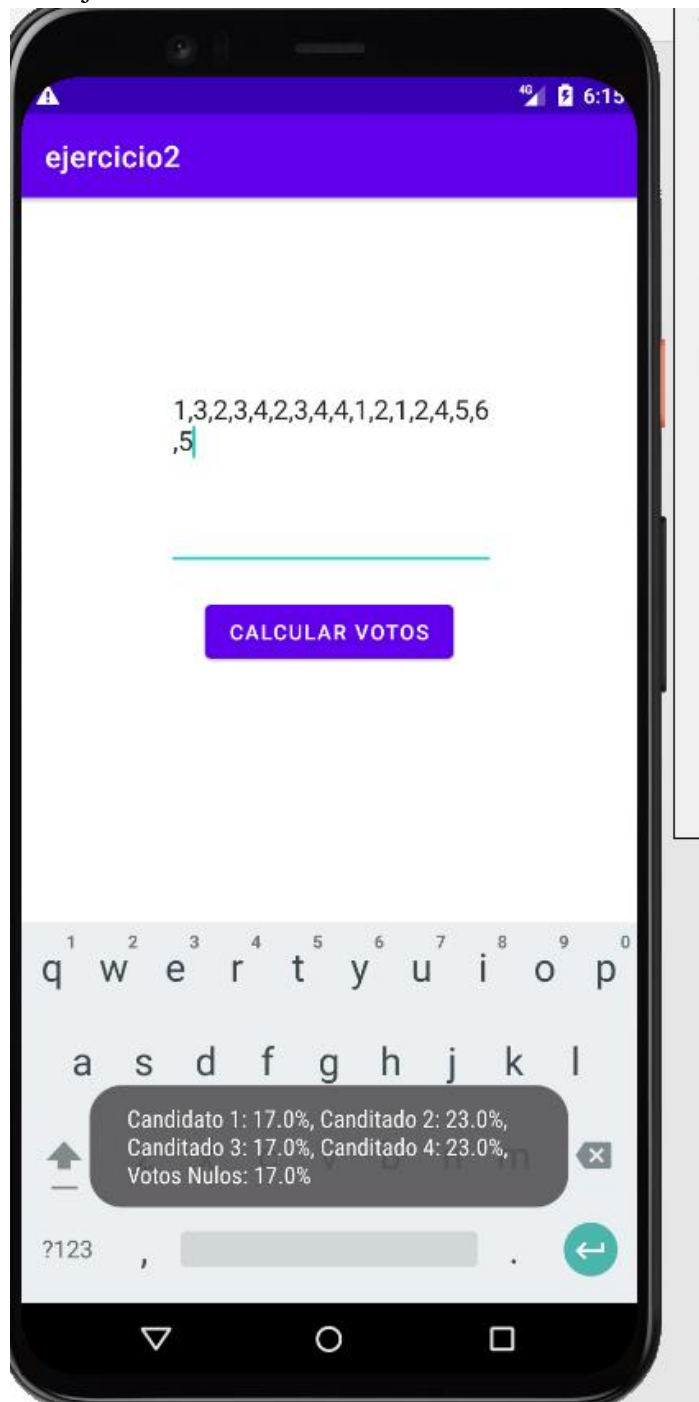 4G 6:15
ejercicio2
1,3,2,3,4,2,3,4,4,1,2,1,2,4,5,6
,5
CALCULAR VOTOS
1 2 3 4 5 6 7 8 9 0
q w e r t y u i o p
a s d f g h j k l
Candidato 1: 17.0%, Canditado 2: 23.0%,
Canditado 3: 17.0%, Canditado 4: 23.0%,
Votos Nulos: 17.0%
?123 , .